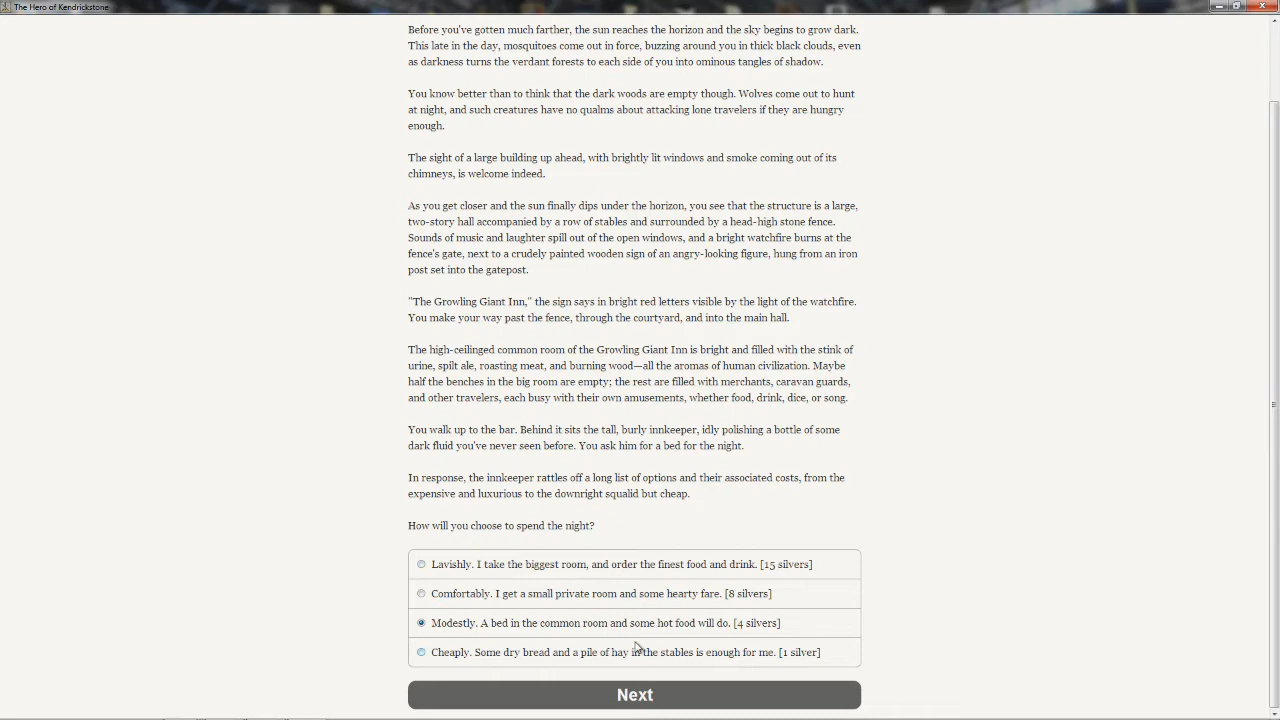 The Hero of Kendrickstone
Before you've gotten much farther, the sun reaches the horizon and the sky begins to grow dark.
This late in the day, mosquitoes come out in force, buzzing around you in thick black clouds, even
as darkness turns the verdant forests to each side of you into ominous tangles of shadow.
You know better than to think that the dark woods are empty though. Wolves come out to hunt
at night, and such creatures have no qualms about attacking lone travelers if they are hungry
enough.
The sight of a large building up ahead, with brightly lit windows and smoke coming out of its
chimneys, is welcome indeed.
As you get closer and the sun finally dips under the horizon, you see that the structure is a large,
two-story hall accompanied by a row of stables and surrounded by a head-high stone fence.
Sounds of music and laughter spill out of the open windows, and a bright watchfire burns at the
fence's gate, next to a crudely painted wooden sign of an angry-looking figure, hung from an iron
post set into the gatepost.
"The Growling Giant Inn," the sign says in bright red letters visible by the light of the watchfire.
You make your way past the fence, through the courtyard, and into the main hall.
The high-ceilinged common room of the Growling Giant Inn is bright and filled with the stink of
urine, spilt ale, roasting meat, and burning wood—all the aromas of human civilization. Maybe
half the benches in the big room are empty; the rest are filled with merchants, caravan guards,
and other travelers, each busy with their own amusements, whether food, drink, dice, or song.
You walk up to the bar. Behind it sits the tall, burly innkeeper, idly polishing a bottle of some
dark fluid you've never seen before. You ask him for a bed for the night.
In response, the innkeeper rattles off a long list of options and their associated costs, from the
expensive and luxurious to the downright squalid but cheap.
How will you choose to spend the night?
Lavishly. I take the biggest room, and order the finest food and drink. [15 silvers]
Comfortably. I get a small private room and some hearty fare. [8 silvers]
Modestly. A bed in the common room and some hot food will do. [4 silvers]
Cheaply. Some dry bread and a pile of hay in the stables is enough for me. [1 silver]
Next